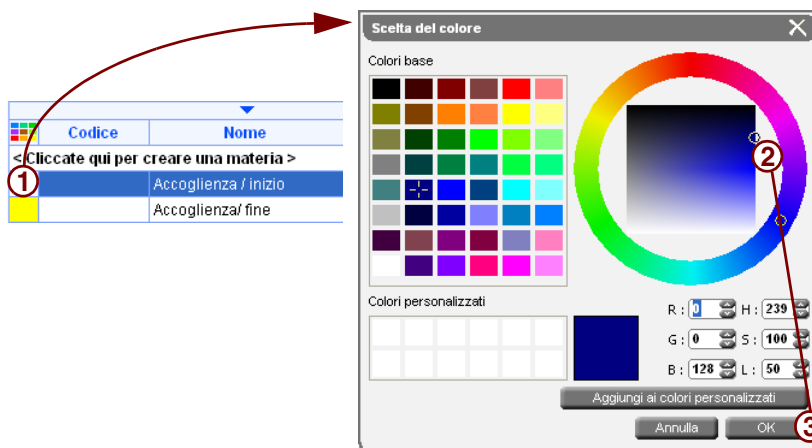 Codice Nome
< Cliccate qui per creare una materia >
1
Accoglienza / inizio
Accoglienza/ fine
Scelta del colore
Colori base
2
Colori personalizzati
R : 0 H : 239
G : 0 S : 100
B : 128 L : 50
Aggiungi ai colori personalizzati
Annulla OK 3